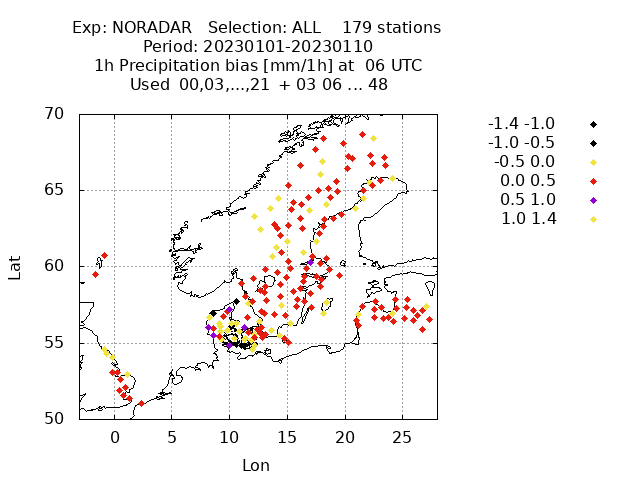 Exp: NORADAR   Selection: ALL    179 stations
Period: 20230101-20230110
1h Precipitation bias [mm/1h] at  06 UTC
Used  00,03,...,21  + 03 06 ... 48
70
65
60
55
50
Lat
0 5 10 15 20 25
Lon
-1.4 -1.0
-1.0 -0.5
-0.5 0.0
0.0 0.5
0.5 1.0
1.0 1.4